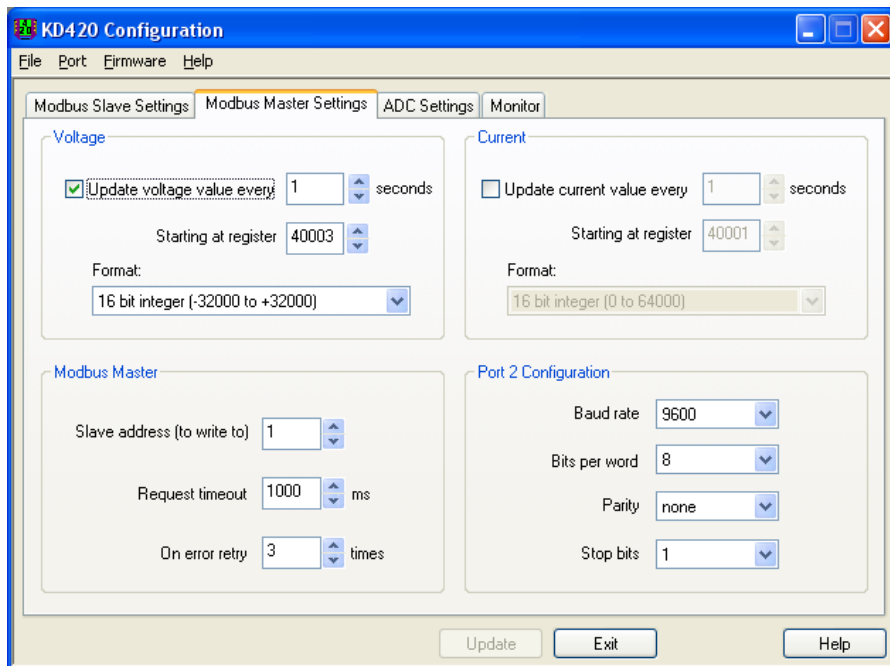 KD420 Configuration
File Port Firmware Help
Modbus Slave Settings Modbus Master Settings ADC Settings Monitor
Voltage
Update voltage value every 1 seconds
Starting at register 40003
Format:
16 bit integer (-32000 to +32000)
Current
Update current value every 1 seconds
Starting at register 40001
Format:
16 bit integer (0 to 64000)
Modbus Master
Slave address (to write to) 1
Request timeout 1000 ms
On error retry 3 times
Port 2 Configuration
Baud rate 9600
Bits per word 8
Parity none
Stop bits 1
Update Exit Help